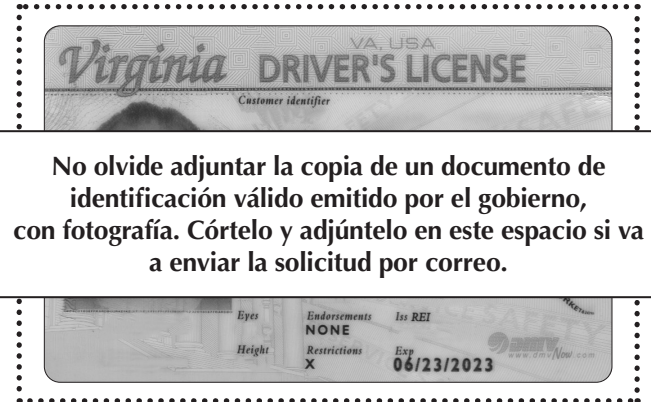 VA, USA
Virginia DRIVER'S LICENSE
Customer identifier
No olvide adjuntar la copia de un documento de
identificación válido emitido por el gobierno,
con fotografía. Córtelo y adjúntelo en este espacio si va
a enviar la solicitud por correo.
Eyes Endorsements Iss REI
NONE
Height Restrictions Exp
X 06/23/2023
dmvNow
www.dmvNow.com